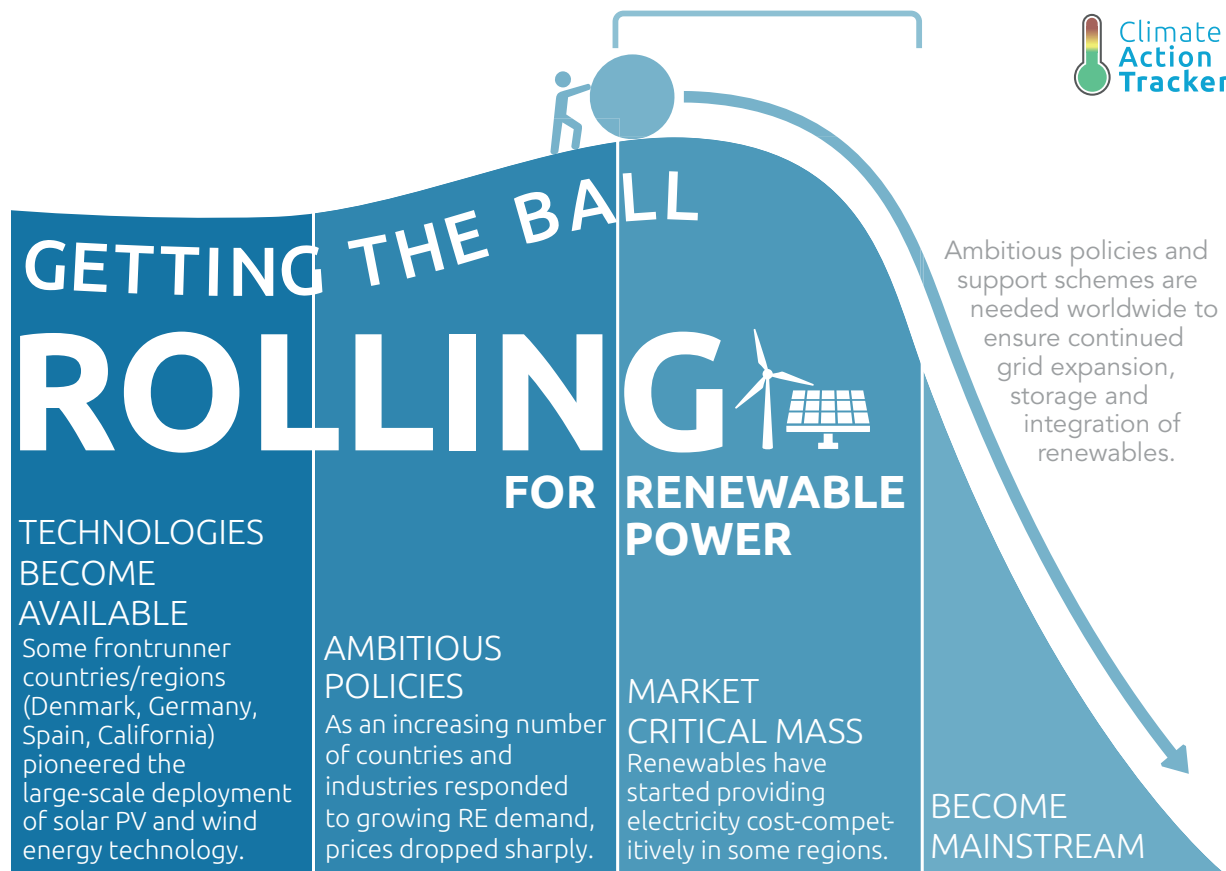 Climate
Action
Tracker
GETTING THE BALL
ROLLING
FOR RENEWABLE
POWER
TECHNOLOGIES
BECOME
AVAILABLE
Some frontrunner
countries/regions
(Denmark, Germany,
Spain, California)
pioneered the
large-scale deployment
of solar PV and wind
energy technology.
AMBITIOUS
POLICIES
As an increasing number
of countries and
industries responded
to growing RE demand,
prices dropped sharply.
MARKET
CRITICAL MASS
Renewables have
started providing
electricity cost-compet-
itively in some regions.
BECOME
MAINSTREAM
Ambitious policies and
support schemes are
needed worldwide to
ensure continued
grid expansion,
storage and
integration of
renewables.